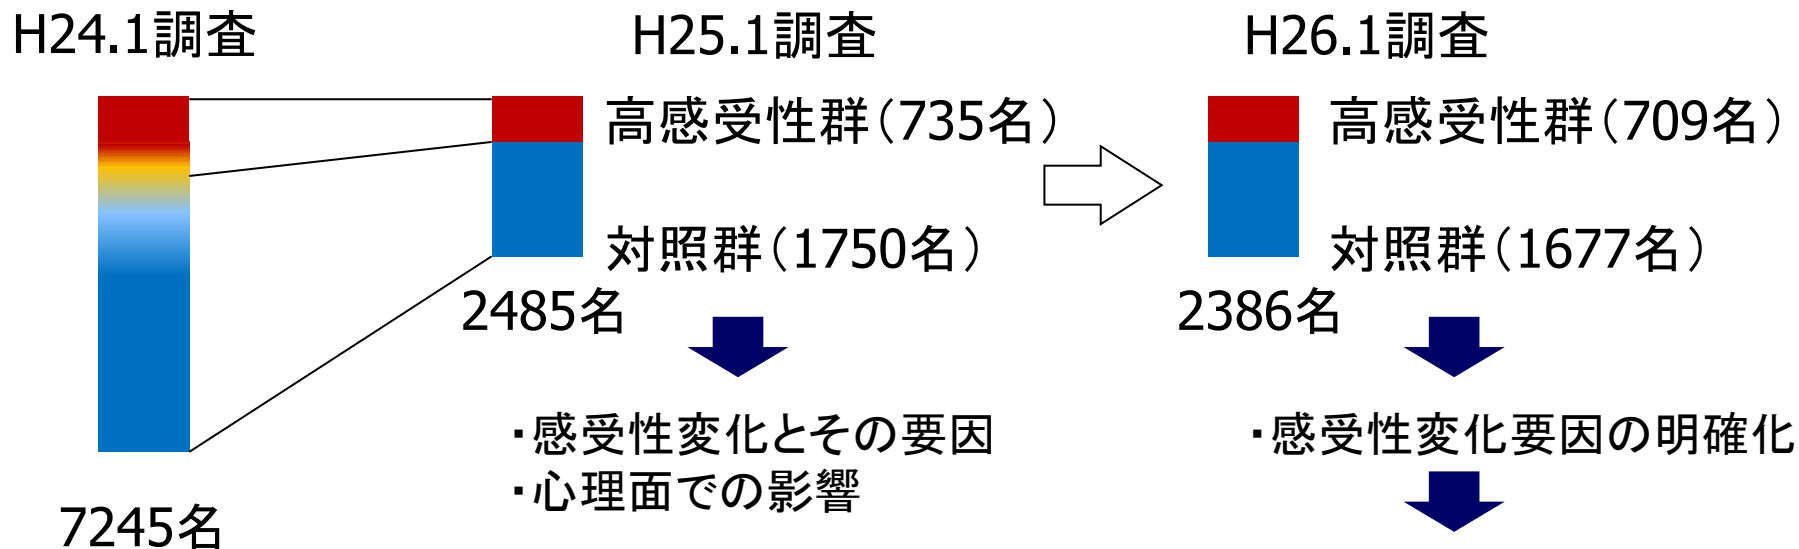 H24.1調査
H25.1調査
H26.1調査
高感受性群（735名）
高感受性群（709名）
対照群（1750名）
対照群（1677名）
2485名
2386名
・感受性変化とその要因
・感受性変化要因の明確化
・心理面での影響
7245名